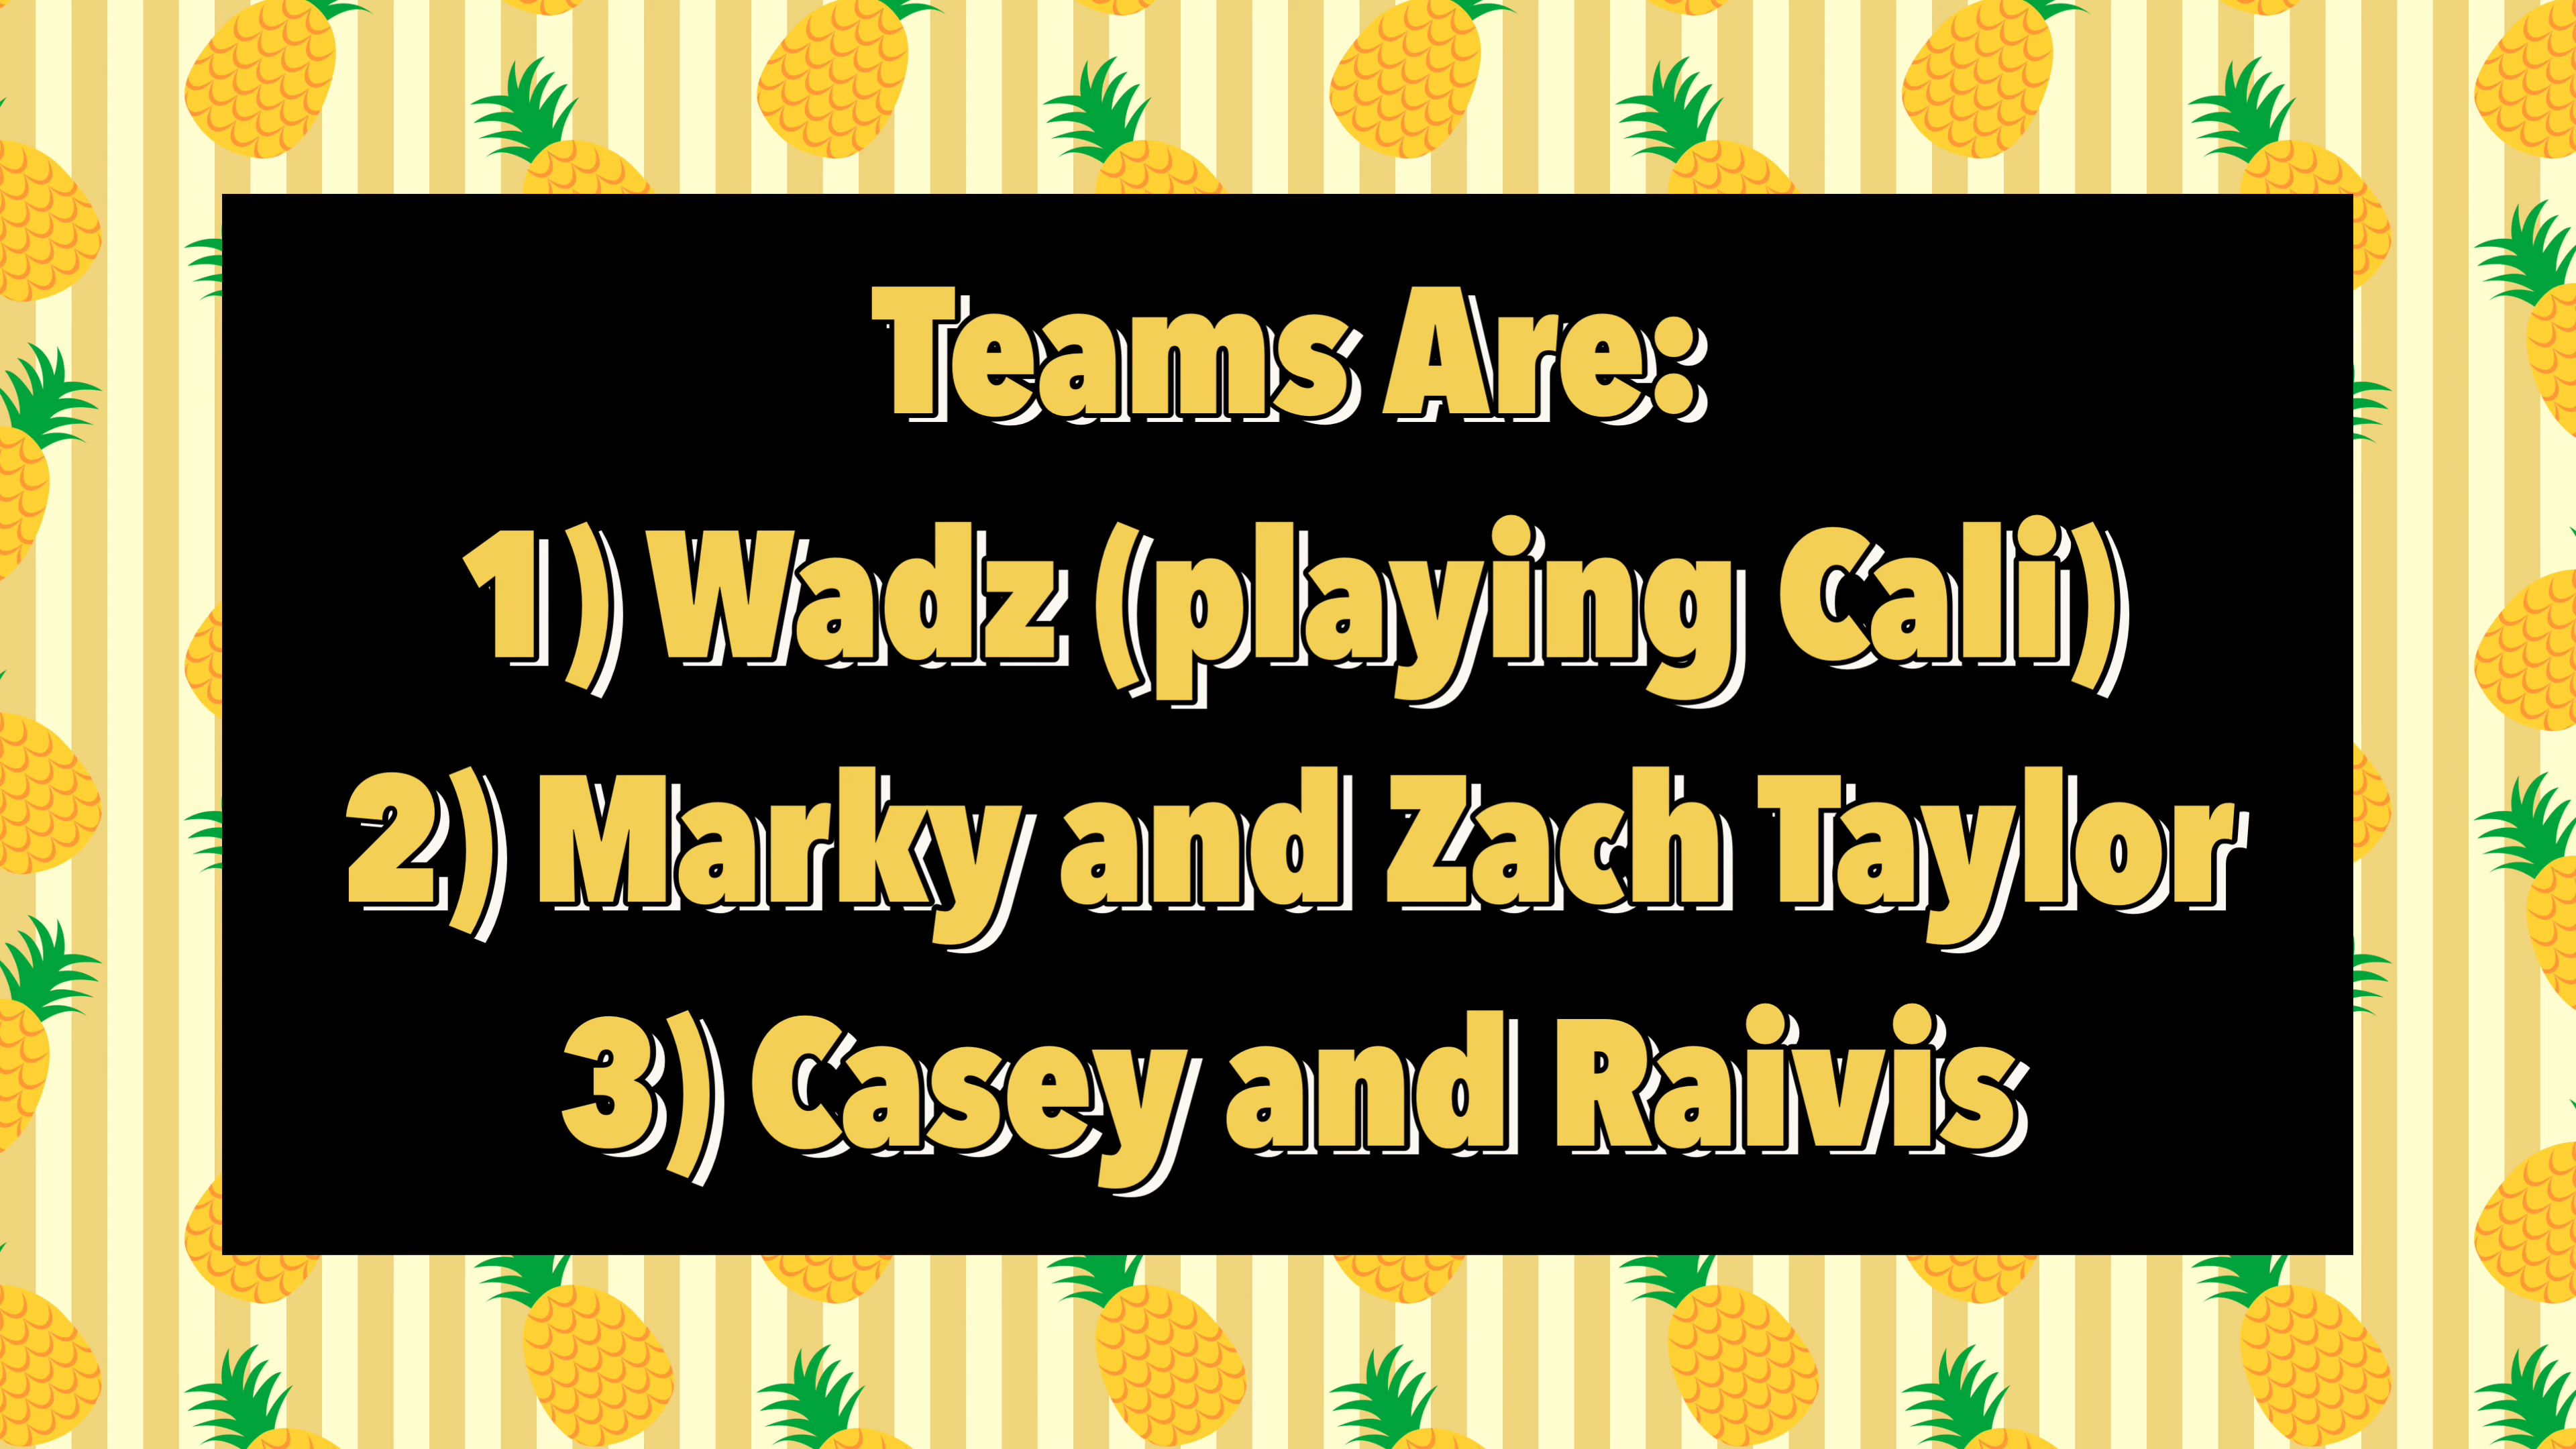 Teams Are:
1) Wadz (playing Cali)
2) Marky and Zach Taylor
3) Casey and Raivis